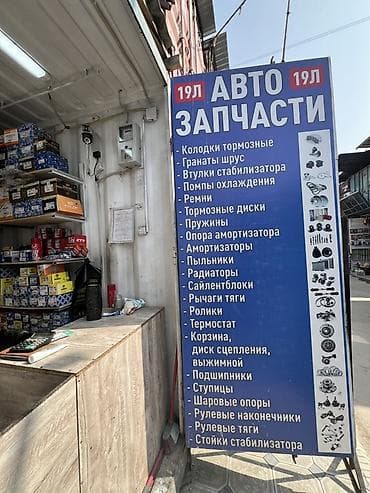 19Л АВТО 19Л
ЗАПЧАСТИ
- Колодки тормозные
- Гранаты шрус
- Втулки стабилизатора
- Помпы охлаждения
- Ремни
- Тормозные диски
- Пружины
- Опора амортизатора
- Амортизаторы
- Пыльники
- Радиаторы
- Сайлентблоки
- Рычаги тяги
- Ролики
- Термостат
- Корзина,
диск сцепления,
выжимной
- Подшипники
- Ступицы
- Шаровые опоры
- Рулевые наконечники
- Рулевые тяги
- Стойки стабилизатора